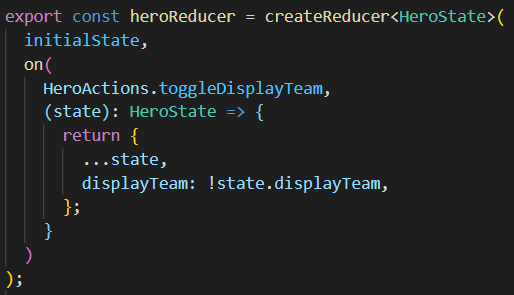 export const heroReducer = createReducer<HeroState>(
  initialState,
  on(
    HeroActions.toggleDisplayTeam,
    (state): HeroState => {
      return {
        ...state,
        displayTeam: !state.displayTeam,
      };
    }
  )
);